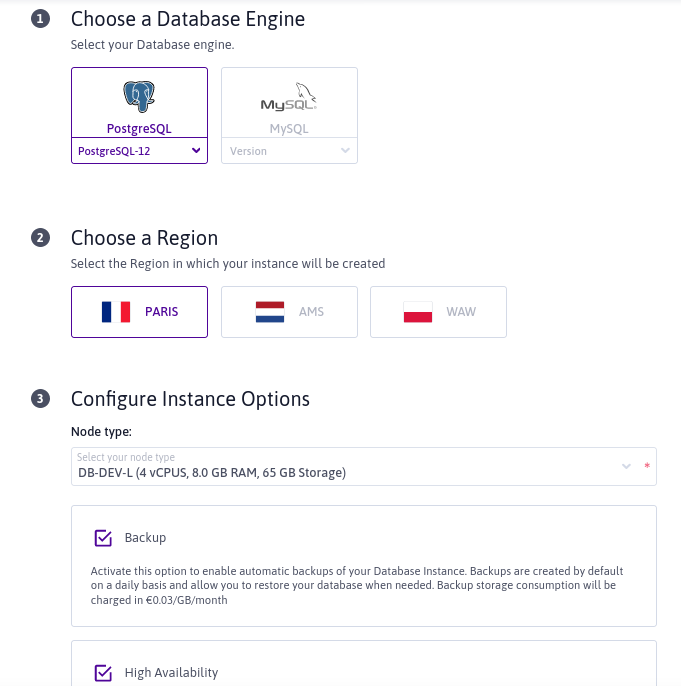 1 Choose a Database Engine
Select your Database engine.
MySQL
PostgreSQL
MySQL
PostgreSQL-12
Version
2 Choose a Region
Select the Region in which your instance will be created
PARIS
AMS
WAW
3 Configure Instance Options
Node type:
Select your node type
DB-DEV-L (4 vCPUS, 8.0 GB RAM, 65 GB Storage)
*
Backup
Activate this option to enable automatic backups of your Database Instance. Backups are created by default
on a daily basis and allow you to restore your database when needed. Backup storage consumption will be
charged in €0.03/GB/month
High Availability